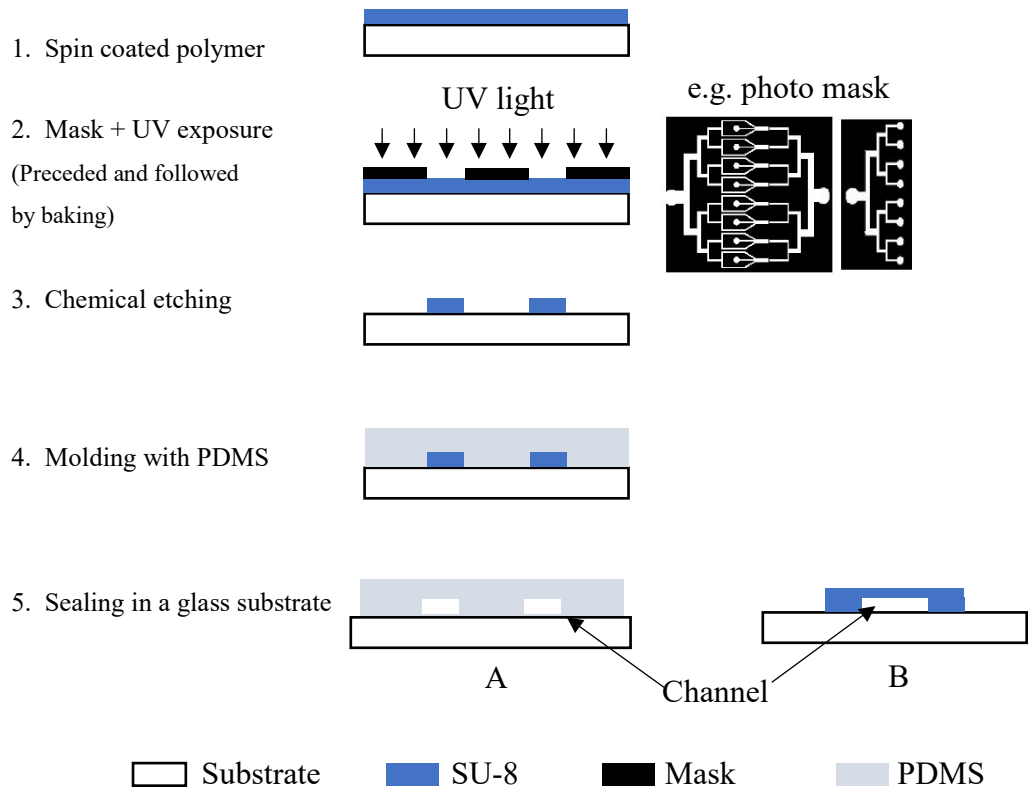 1. Spin coated polymer
UV light
e.g. photo mask
2. Mask + UV exposure
(Preceded and followed
by baking)
3. Chemical etching
4. Molding with PDMS
5. Sealing in a glass substrate
A
Channel
B
Substrate
SU-8
Mask
PDMS